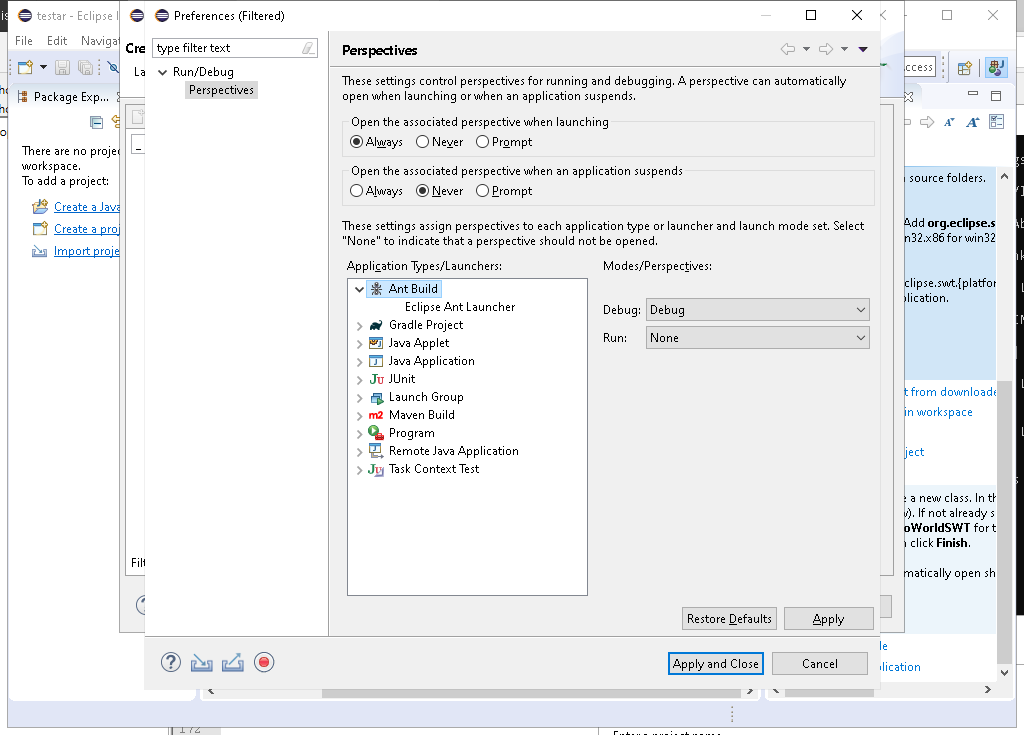 testar - Eclipse I
Preferences (Filtered)
File Edit Navigat
Cre
La
type filter text
Run/Debug
Perspectives
Perspectives
These settings control perspectives for running and debugging. A perspective can automatically
open when launching or when an application suspends.
Open the associated perspective when launching
Always Never Prompt
Open the associated perspective when an application suspends
Always Never Prompt
These settings assign perspectives to each application type or launcher and launch mode set. Select
"None" to indicate that a perspective should not be opened.
Application Types/Launchers:
Modes/Perspectives:
Ant Build
Eclipse Ant Launcher
Gradle Project
Java Applet
Java Application
JUnit
Launch Group
Maven Build
Program
Remote Java Application
Task Context Test
Debug: Debug
Run: None
Restore Defaults Apply
Apply and Close Cancel
Package Exp...
There are no projec
workspace.
To add a project:
Create a Java
Create a proj
Import proje
Filt
ccess
source folders.
Add org.eclipse.s
n32.x86 for win32
clipse.swt.{platfor
plication.
t from downloade
in workspace
ject
e a new class. In th
v). If not already s
oWorldSWT for t
n click Finish.
matically open sh
le
plication
172
Enter a project name